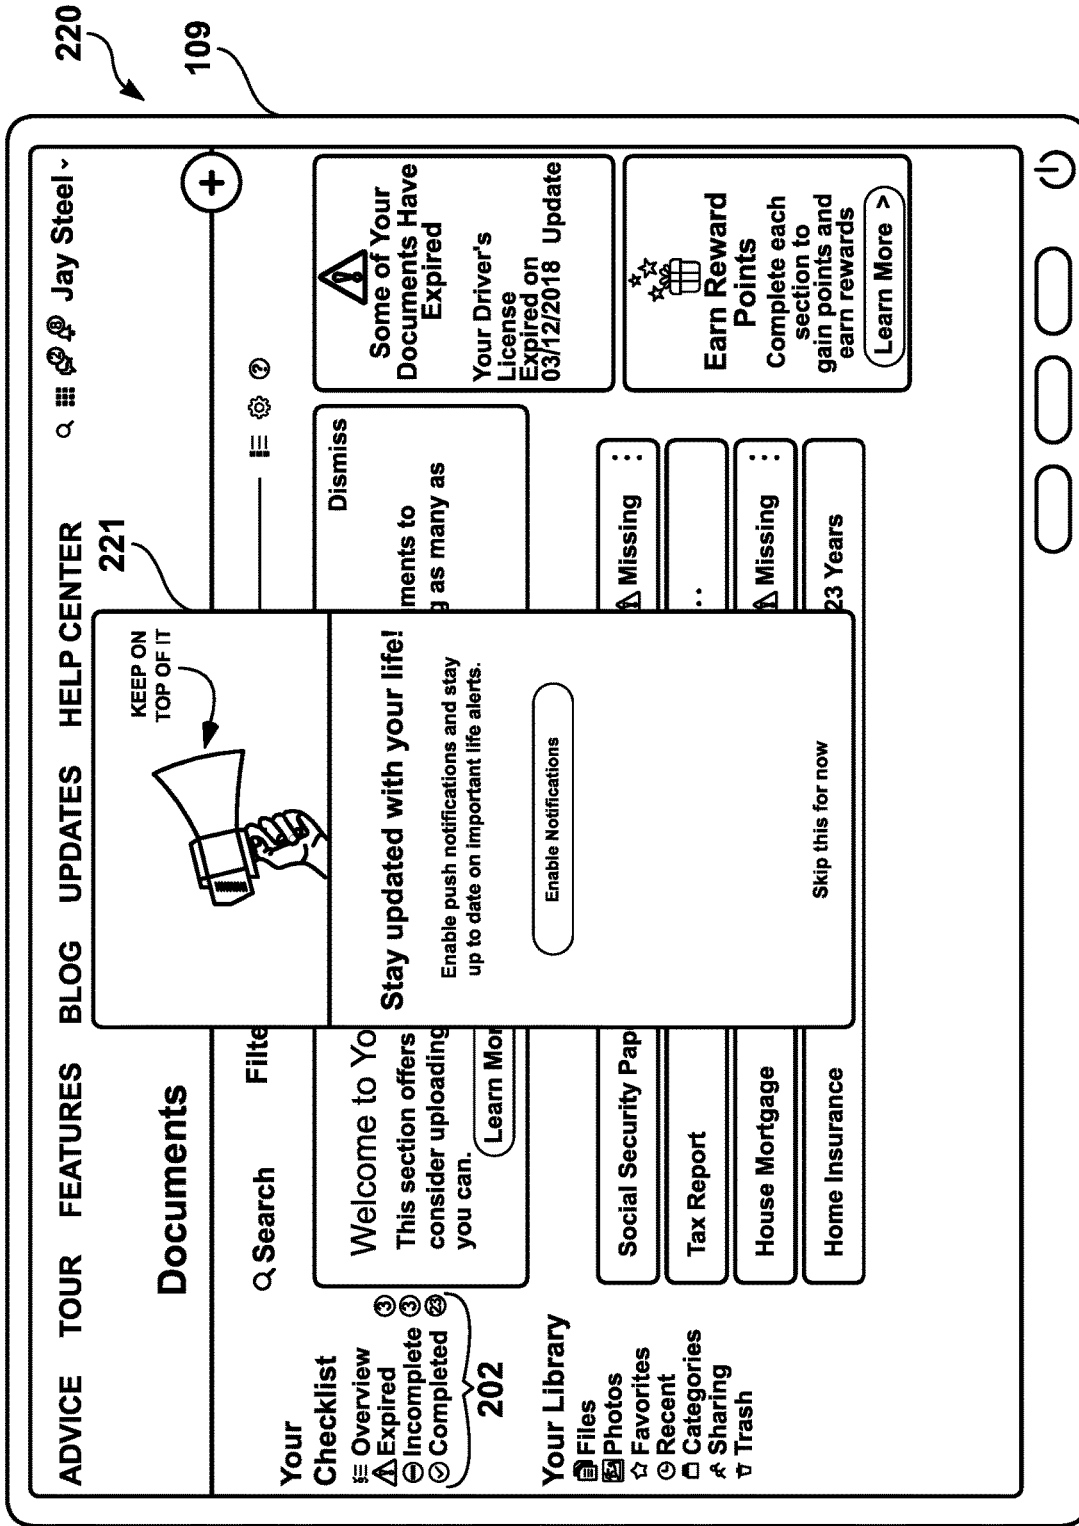 220
109
ADVICE TOUR FEATURES BLOG UPDATES HELP CENTER
2
8
Jay Steel
Documents
+
221
Search
Filte
?
Your
Checklist
Overview
Expired 3
Incomplete 3
Completed 23
202
Your Library
Files
Photos
Favorites
Recent
Categories
Sharing
Trash
Welcome to Yo
This section offers
consider uploading
you can.
Learn Mor
Dismiss
ments to
g as many as
KEEP ON
TOP OF IT
Stay updated with your life!
Enable push notifications and stay
up to date on important life alerts.
Enable Notifications
Skip this for now
Social Security Pap
Missing
Tax Report
House Mortgage
Missing
Home Insurance
23 Years
Some of Your
Documents Have
Expired
Your Driver's
License
Expired on
03/12/2018 Update
Earn Reward
Points
Complete each
section to
gain points and
earn rewards
Learn More >